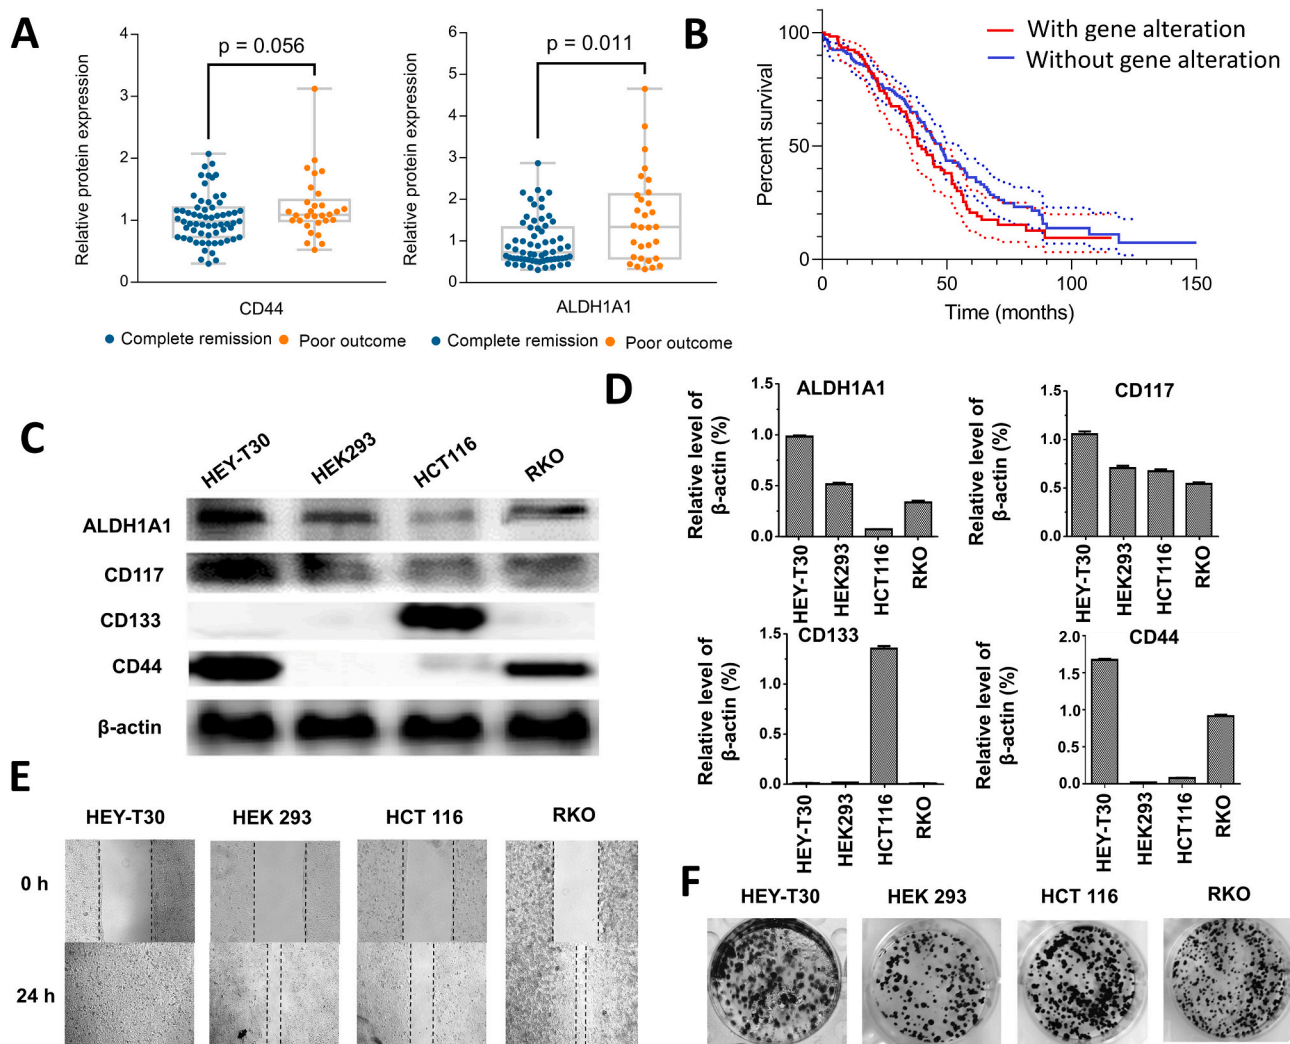 A
p = 0.056
Relative protein expression
4
3
2
1
0
CD44
Complete remission Poor outcome
p = 0.011
Relative protein expression
6
5
4
3
2
1
0
ALDH1A1
Complete remission Poor outcome
B
With gene alteration
Without gene alteration
Percent survival
100
50
0
0 50 100 150
Time (months)
C
HEY-T30 HEK293 HCT116 RKO
ALDH1A1
CD117
CD133
CD44
β-actin
D
ALDH1A1
Relative level of
β-actin (%)
1.5
1.0
0.5
0.0
HEY-T30 HEK293 HCT116 RKO
CD117
Relative level of
β-actin (%)
1.5
1.0
0.5
0.0
HEY-T30 HEK293 HCT116 RKO
CD133
Relative level of
β-actin (%)
1.5
1.0
0.5
0.0
HEY-T30 HEK293 HCT116 RKO
CD44
Relative level of
β-actin (%)
2.0
1.5
1.0
0.5
0.0
HEY-T30 HEK293 HCT116 RKO
E
HEY-T30 HEK 293 HCT 116 RKO
0 h
24 h
F
HEY-T30 HEK 293 HCT 116 RKO